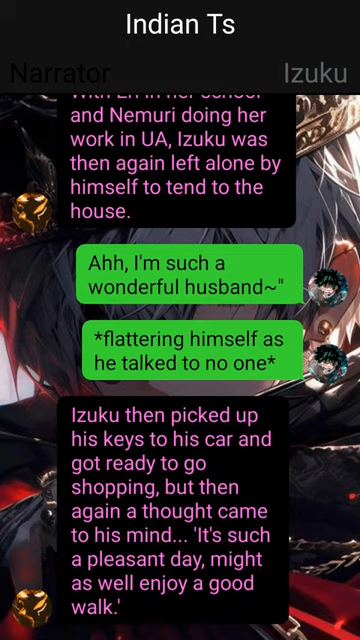 Indian Ts
Narrator
Izuku
and Nemuri doing her
work in UA, Izuku was
then again left alone by
himself to tend to the
house.
Ahh, I'm such a
wonderful husband~"
*flattering himself as
he talked to no one*
Izuku then picked up
his keys to his car and
got ready to go
shopping, but then
again a thought came
to his mind... 'It's such
a pleasant day, might
as well enjoy a good
walk.'